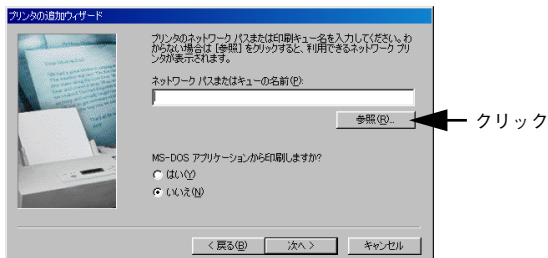 プリンタの追加ウィザード
プリンタのネットワーク パスまたは印刷キュー名を入力してください。わ
からない場合は [参照] をクリックすると、利用できるネットワーク プリ
ンタが表示されます。
ネットワーク パスまたはキューの名前(P):
参照(R)...
クリック
MS-DOS アプリケーションから印刷しますか?
はい(Y)
いいえ(N)
< 戻る(B)
次へ >
キャンセル